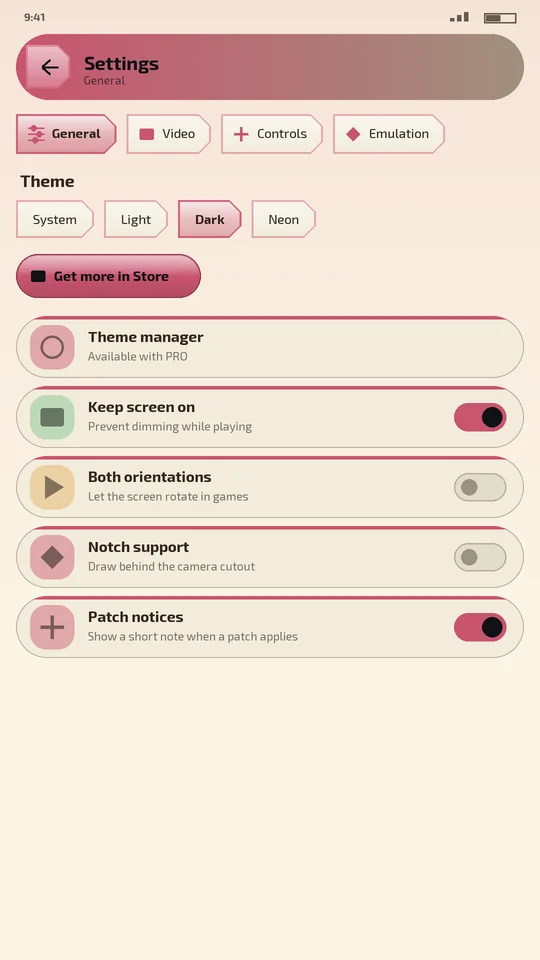 9:41
Settings
General
General
Video
Controls
Emulation
Theme
System
Light
Dark
Neon
Get more in Store
Theme manager
Available with PRO
Keep screen on
Prevent dimming while playing
Both orientations
Let the screen rotate in games
Notch support
Draw behind the camera cutout
Patch notices
Show a short note when a patch applies